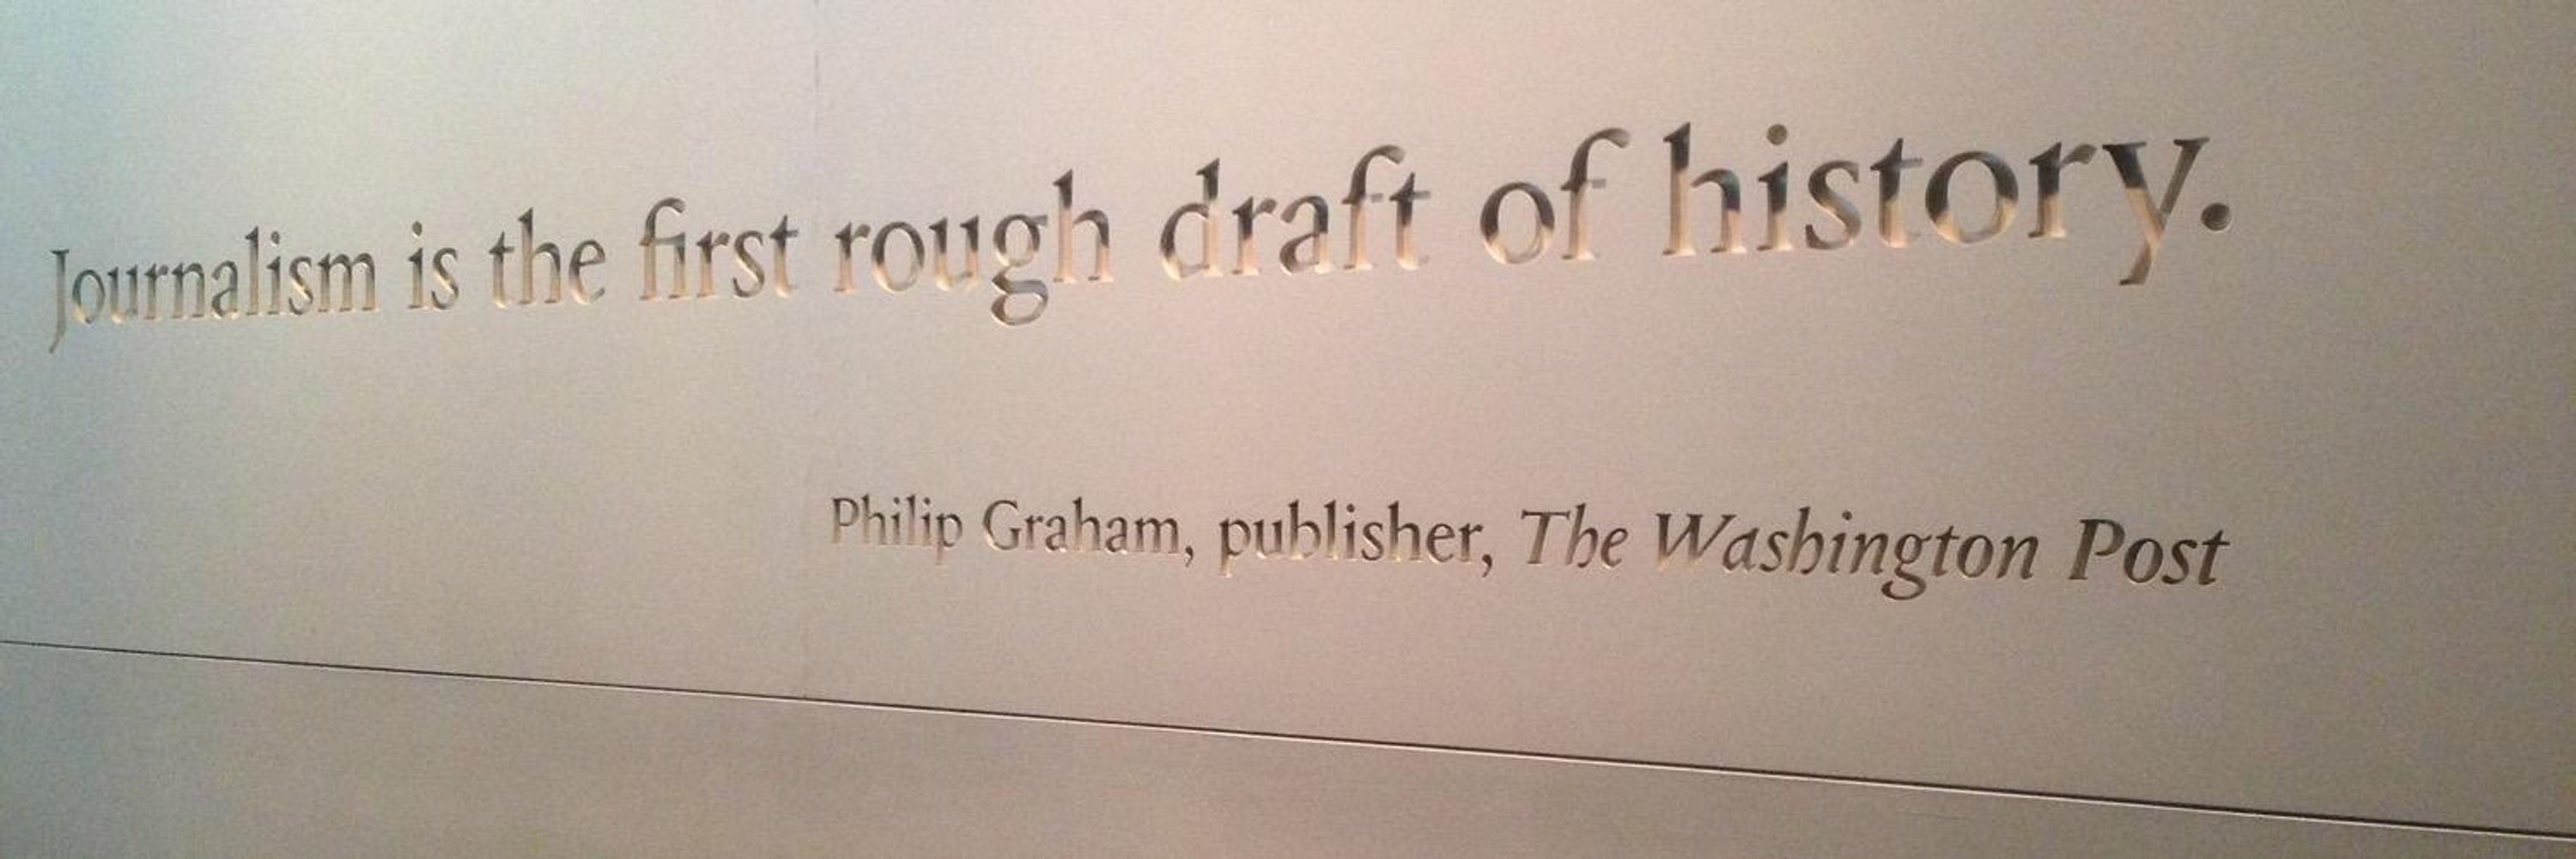 Journalism is the first rough draft of history.
Philip Graham, publisher, The Washington Post